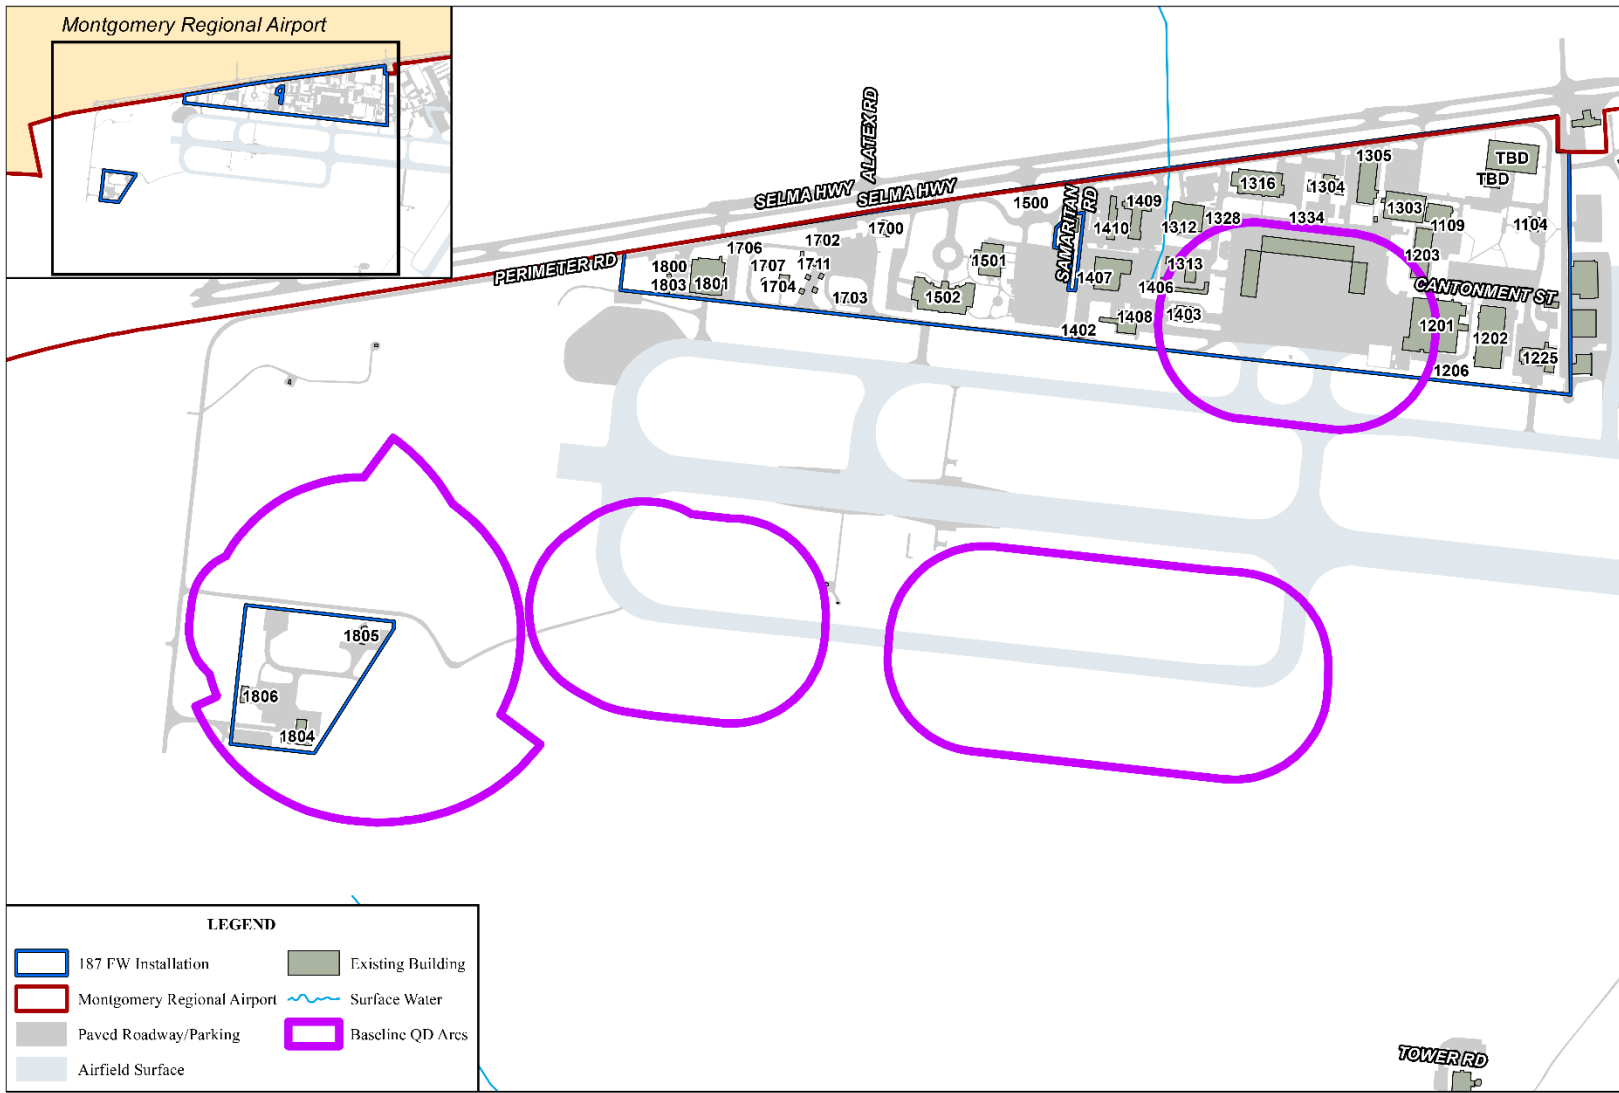 Montgomery Regional Airport
ALATEX RD
SELMA HWY
SELMA HWY
PERIMETER RD
SAMARITAN RD
CANTONMENT ST
1305
TBD
TBD
1316
1304
1303
1109
1104
1500
1409
1410
1312
1328
1334
1203
1700
1702
1706
1707
1711
1704
1703
1800
1803
1801
1501
1502
1407
1313
1406
1408
1403
1402
1201
1202
1206
1225
1805
1806
1804
TOWER RD
LEGEND
187 FW Installation
Existing Building
Montgomery Regional Airport
Surface Water
Paved Roadway/Parking
Baseline QD Arcs
Airfield Surface